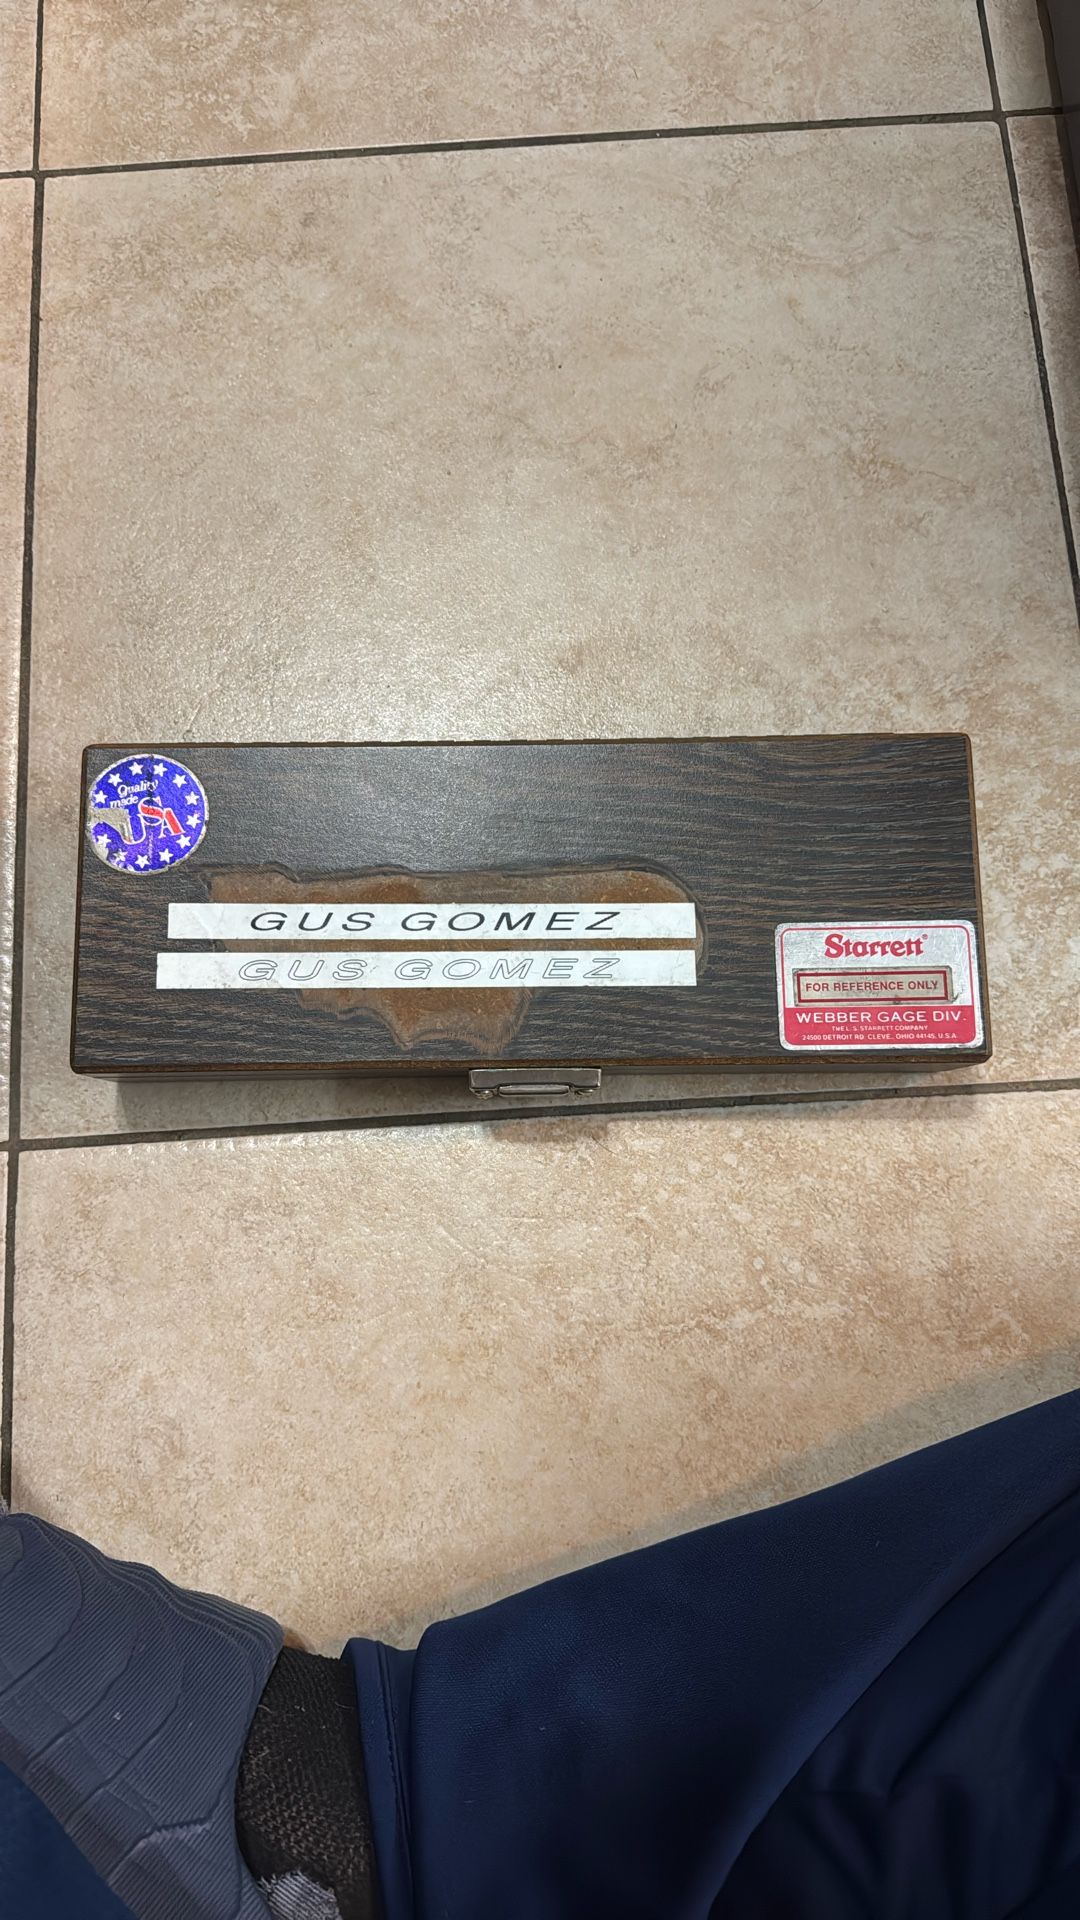 Quality
made
USA
GUS GOMEZ
GUS GOMEZ
Starrett®
FOR REFERENCE ONLY
WEBBER GAGE DIV.
THE L.S. STARRETT COMPANY
24500 DETROIT RD. CLEVE., OHIO 44145, U.S.A.